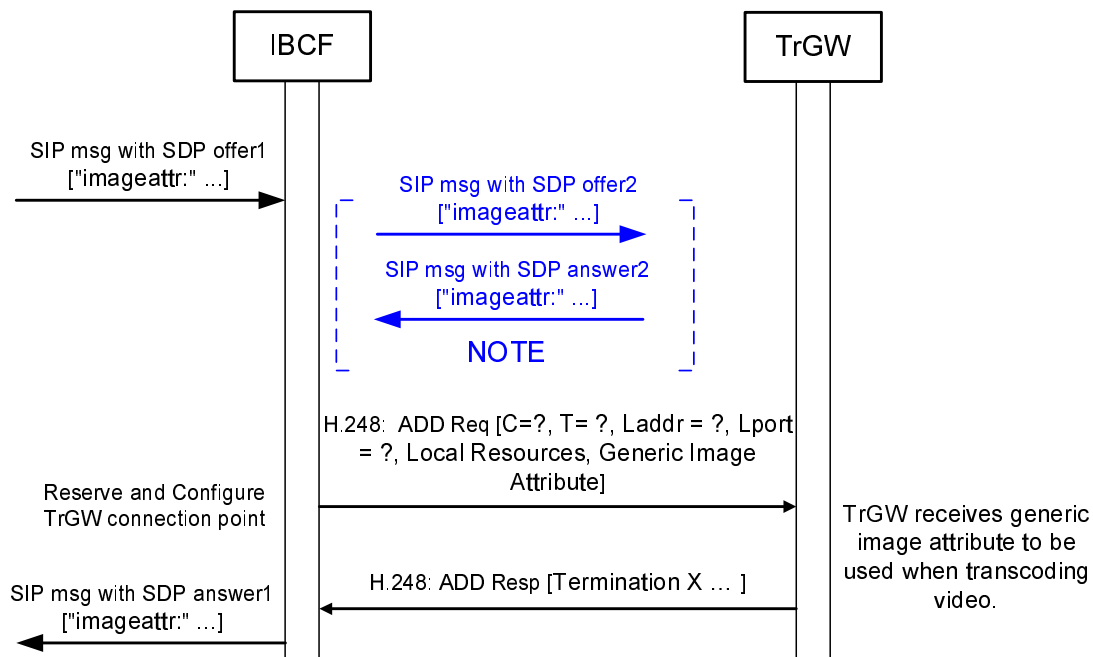 IBCF
TrGW
SIP msg with SDP offer1
["imageattr:" ...]
SIP msg with SDP offer2
["imageattr:" ...]
SIP msg with SDP answer2
["imageattr:" ...]
NOTE
H.248: ADD Req [C=?, T= ?, Laddr = ?, Lport
= ?, Local Resources, Generic Image
Attribute]
Reserve and Configure
TrGW connection point
TrGW receives generic
image attribute to be
used when transcoding
video.
H.248: ADD Resp [Termination X ... ]
SIP msg with SDP answer1
["imageattr:" ...]